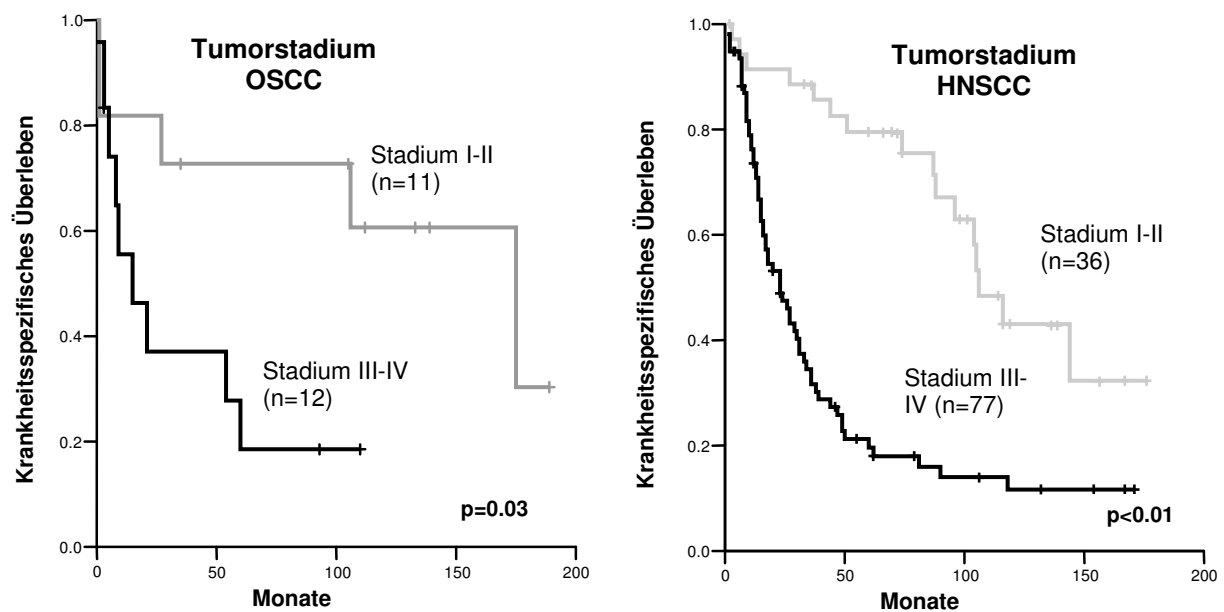 Tumorstadium
OSCC
Krankheitsspezifisches Überleben
1.0
0.8
0.6
0.4
0.2
0.0
Stadium I-II
(n=11)
Stadium III-IV
(n=12)
p=0.03
0
50
100
150
200
Monate
Tumorstadium
HNSCC
Krankheitsspezifisches Überleben
1.0
0.8
0.6
0.4
0.2
0.0
Stadium I-II
(n=36)
Stadium III-
IV (n=77)
p<0.01
0
50
100
150
200
Monate